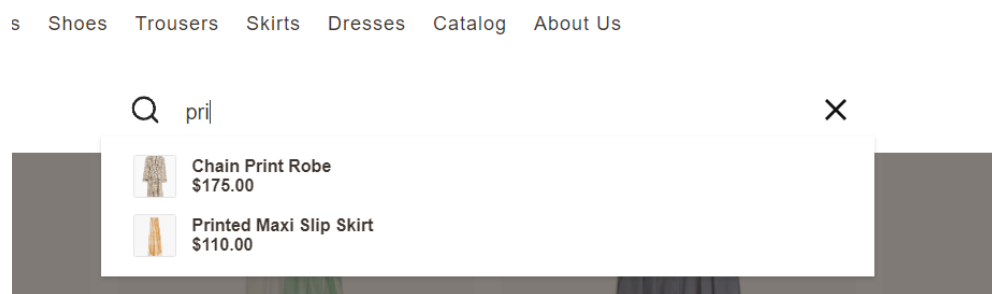 s Shoes Trousers Skirts Dresses Catalog About Us
pri
Chain Print Robe
$175.00
Printed Maxi Slip Skirt
$110.00